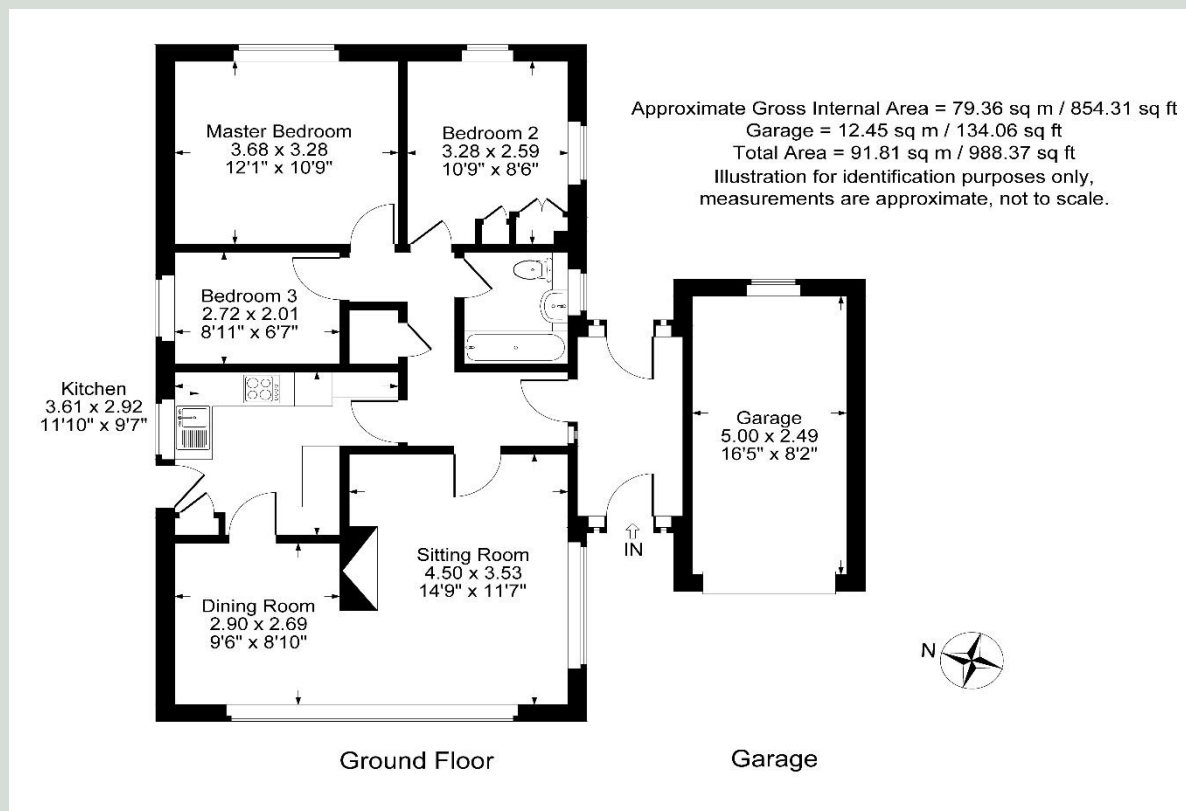 Approximate Gross Internal Area = 79.36 sq m / 854.31 sq ft
Garage = 12.45 sq m / 134.06 sq ft
Total Area = 91.81 sq m / 988.37 sq ft
Illustration for identification purposes only,
measurements are approximate, not to scale.
Master Bedroom
3.68 x 3.28
12'1" x 10'9"
Bedroom 2
3.28 x 2.59
10'9" x 8'6"
Bedroom 3
2.72 x 2.01
8'11" x 6'7"
Kitchen
3.61 x 2.92
11'10" x 9'7"
Garage
5.00 x 2.49
16'5" x 8'2"
IN
Sitting Room
4.50 x 3.53
14'9" x 11'7"
Dining Room
2.90 x 2.69
9'6" x 8'10"
N
Ground Floor
Garage